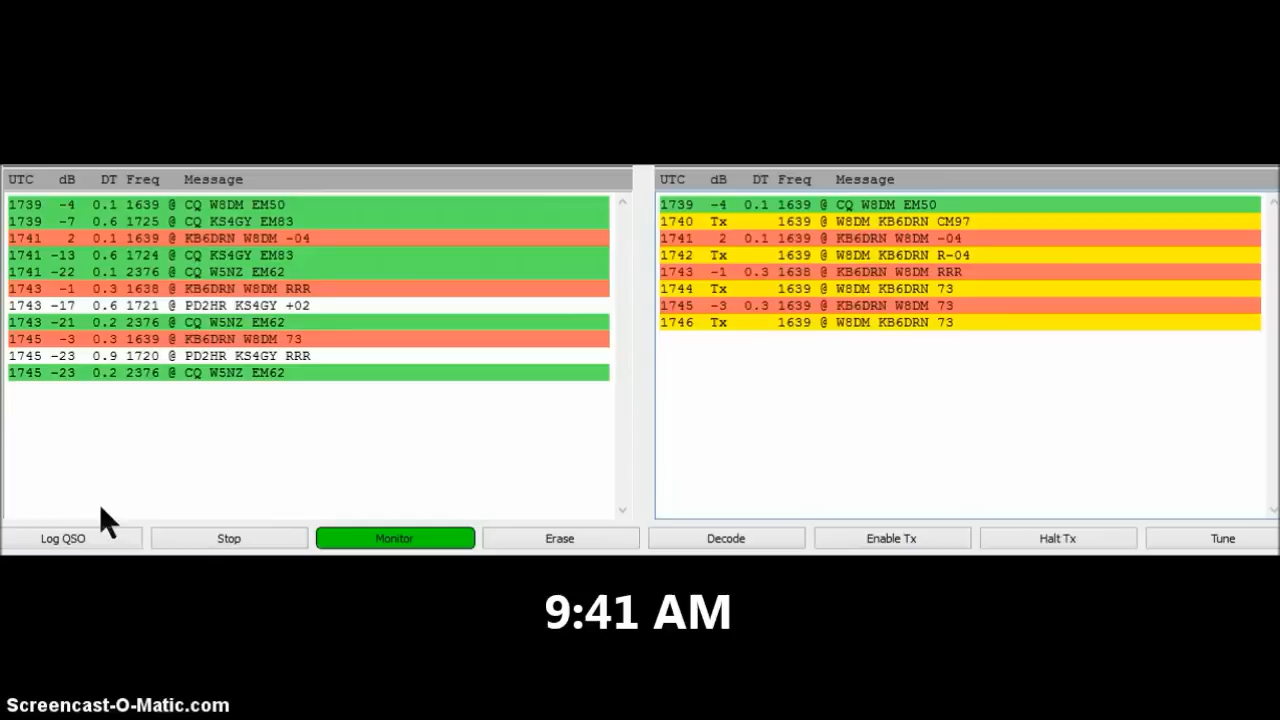 UTC dB DT Freq Message
1739 -4 0.1 1639 @ CQ W8DM EM50
1739 -7 0.6 1725 @ CQ KS4GY EM83
1741 2 0.1 1639 @ KB6DRN W8DM -04
1741 -13 0.6 1724 @ CQ KS4GY EM83
1741 -22 0.1 2376 @ CQ W5NZ EM62
1743 -1 0.3 1638 @ KB6DRN W8DM RRR
1743 -17 0.6 1721 @ PD2HR KS4GY +02
1743 -21 0.2 2376 @ CQ W5NZ EM62
1745 -3 0.3 1639 @ KB6DRN W8DM 73
1745 -23 0.9 1720 @ PD2HR KS4GY RRR
1745 -23 0.2 2376 @ CQ W5NZ EM62
UTC dB DT Freq Message
1739 -4 0.1 1639 @ CQ W8DM EM50
1740 Tx 1639 @ W8DM KB6DRN CM97
1741 2 0.1 1639 @ KB6DRN W8DM -04
1742 Tx 1639 @ W8DM KB6DRN R-04
1743 -1 0.3 1638 @ KB6DRN W8DM RRR
1744 Tx 1639 @ W8DM KB6DRN 73
1745 -3 0.3 1639 @ KB6DRN W8DM 73
1746 Tx 1639 @ W8DM KB6DRN 73
Log QSO Stop Monitor Erase Decode Enable Tx Halt Tx Tune
9:41 AM
Screencast-O-Matic.com